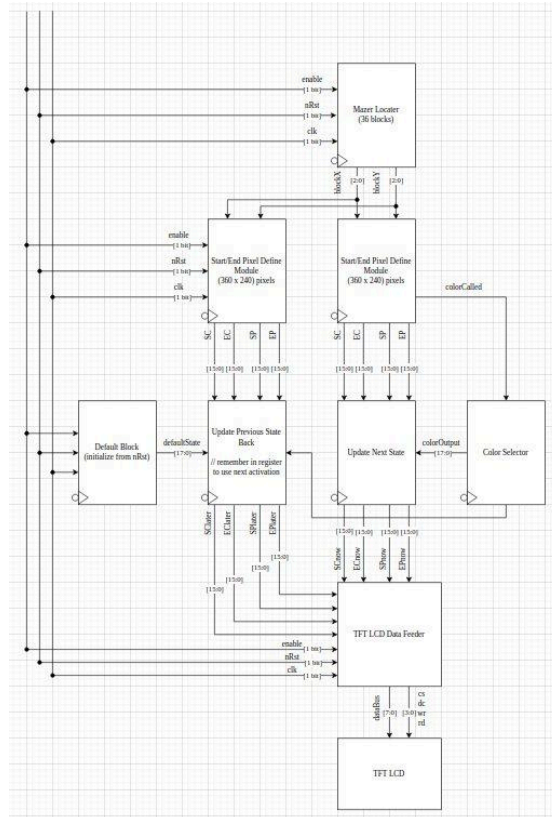 enable
[1 bit]
nRst
[1 bit]
clk
[1 bit]
Mazer Locater
(36 blocks)
blockX
[2:0]
blockY
[2:0]
enable
[1 bit]
nRst
[1 bit]
clk
[1 bit]
Start/End Pixel Define
Module
(360 x 240) pixels
Start/End Pixel Define
Module
(360 x 240) pixels
colorCalled
SC
EC
SP
EP
SC
EC
SP
EP
[15:0]
[15:0]
[15:0]
[15:0]
[15:0]
[15:0]
[15:0]
[15:0]
Default Block
(initialize from nRst)
defaultState
[17:0]
Update Previous State
Back
// remember in register
to use next activation
Update Next State
colorOutput
[17:0]
Color Selector
SClater
EClater
SPlater
EPlater
[15:0]
[15:0]
[15:0]
[15:0]
[15:0]
[15:0]
[15:0]
[15:0]
SCnow
ECnow
SPnow
EPnow
TFT LCD Data Feeder
enable
[1 bit]
nRst
[1 bit]
clk
[1 bit]
dataBus
[7:0]
[3:0]
cs
dc
wr
rd
TFT LCD